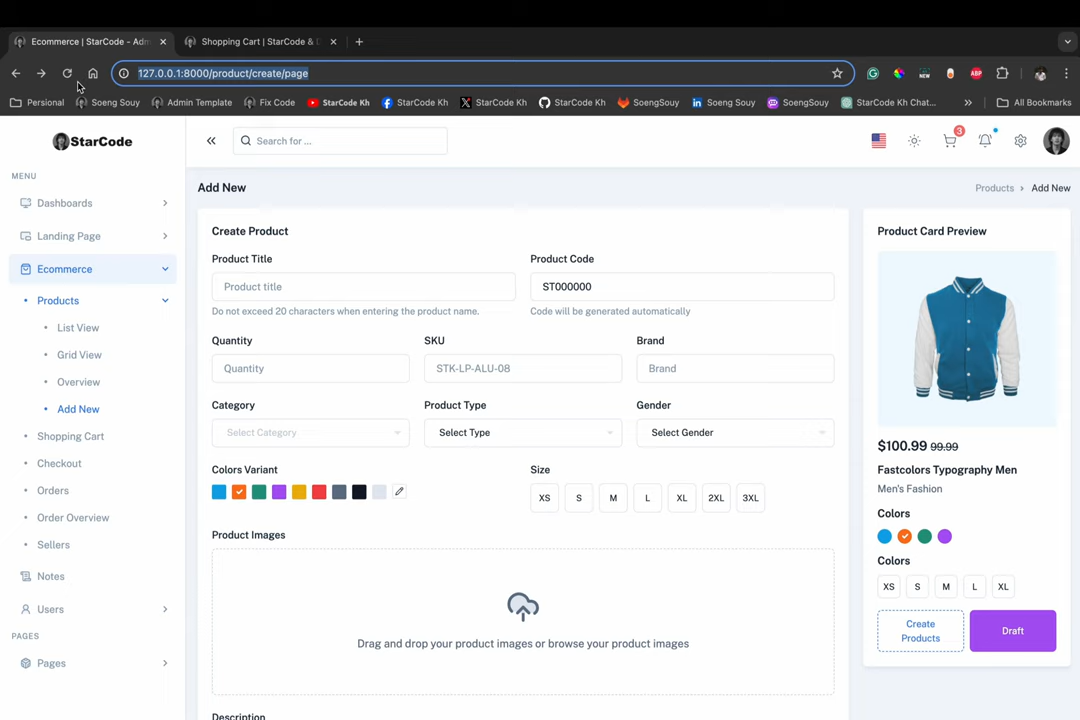 Ecommerce | StarCode - Adm
Shopping Cart | StarCode & D
127.0.0.1:8000/product/create/page
NEW
ABP
Persional
Soeng Souy
Admin Template
Fix Code
StarCode Kh
StarCode Kh
StarCode Kh
StarCode Kh
SoengSouy
Soeng Souy
SoengSouy
StarCode Kh Chat...
All Bookmarks
StarCode
Search for ...
3
MENU
Dashboards
Landing Page
Ecommerce
Products
List View
Grid View
Overview
Add New
Shopping Cart
Checkout
Orders
Order Overview
Sellers
Notes
Users
PAGES
Pages
Add New
Products
Add New
Create Product
Product Title
Product Code
Product title
ST000000
Do not exceed 20 characters when entering the product name.
Code will be generated automatically
Quantity
SKU
Brand
Quantity
STK-LP-ALU-08
Brand
Category
Product Type
Gender
Select Category
Select Type
Select Gender
Colors Variant
Size
XS
S
M
L
XL
2XL
3XL
Product Images
Drag and drop your product images or browse your product images
Description
Product Card Preview
$100.99 99.99
Fastcolors Typography Men
Men's Fashion
Colors
Colors
XS
S
M
L
XL
Create
Products
Draft